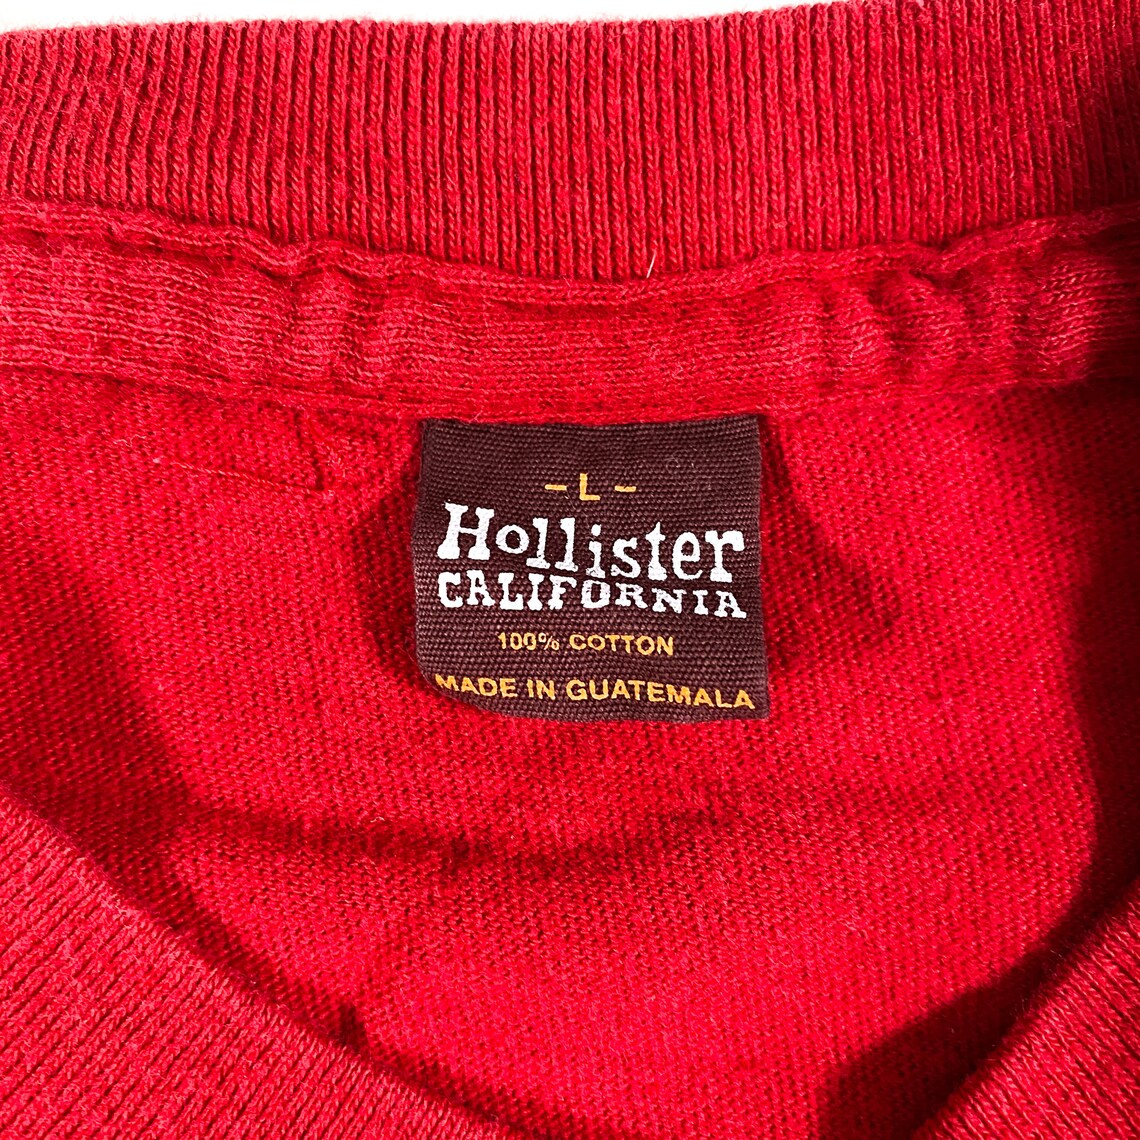 - L -
Hollister
CALIFORNIA
100% COTTON
MADE IN GUATEMALA